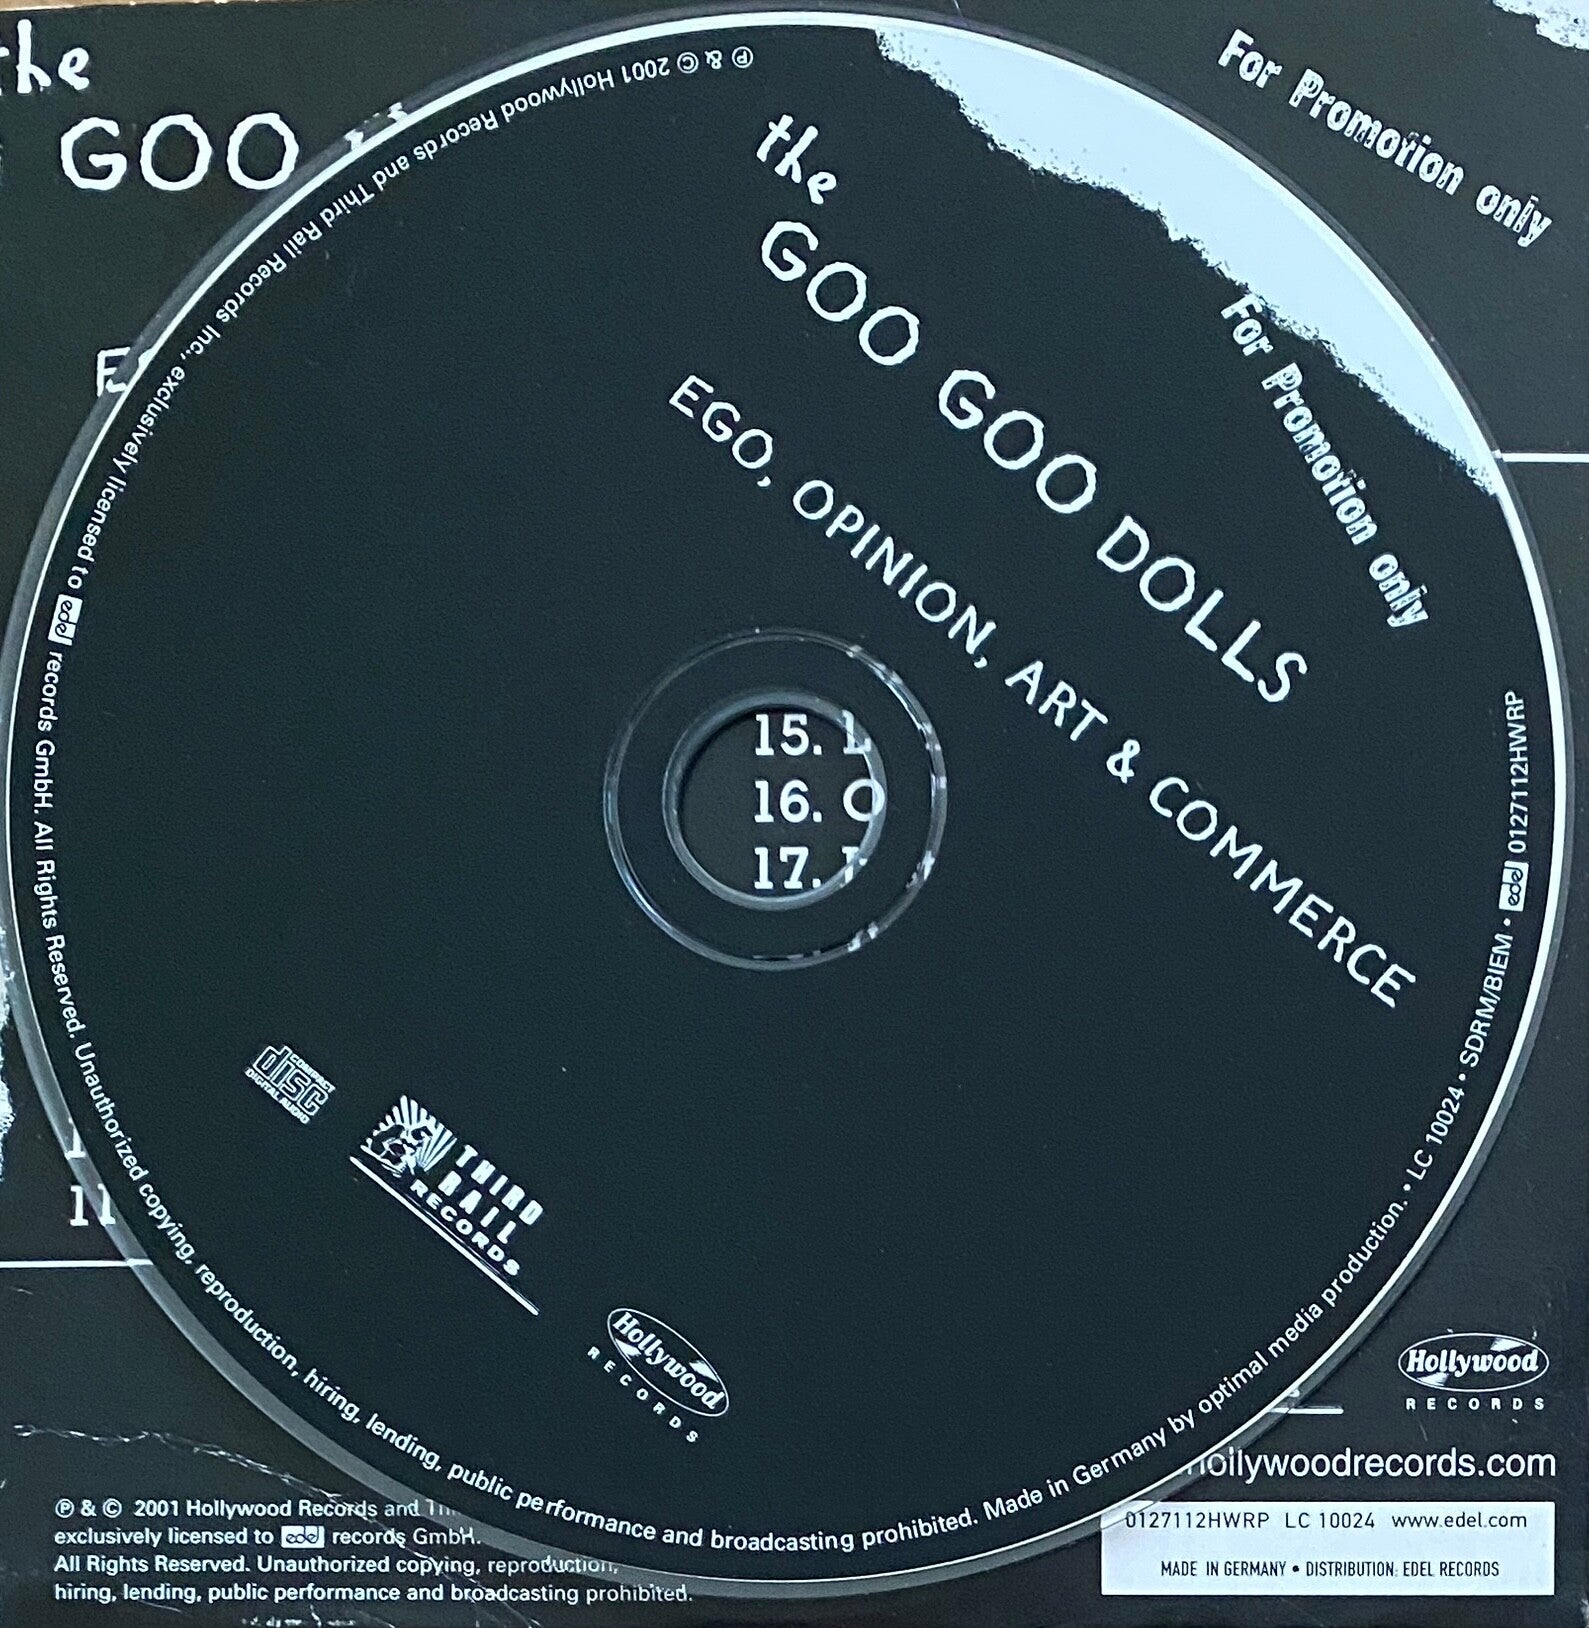 the
GOO
For Promotion only
℗ & © 2001 Hollywood Records and Third Rail Records Inc., exclusively licensed to edel records GmbH. All Rights Reserved. Unauthorized copying, reproduction, hiring, lending, public performance and broadcasting prohibited. Made in Germany by optimal media production. • LC 10024 • SDRM/BIEM • edel 0127112HWRP
the
GOO GOO DOLLS
EGO, OPINION, ART & COMMERCE
For Promotion only
15. L
16. O
17.
11
COMPACT
disc
DIGITAL AUDIO
THIRD
RAIL
RECORDS
Hollywood
RECORDS
Hollywood
RECORDS
hollywoodrecords.com
℗ & © 2001 Hollywood Records and
exclusively licensed to edel records GmbH.
All Rights Reserved. Unauthorized copying, reproduction,
hiring, lending, public performance and broadcasting prohibited.
0127112HWRP LC 10024 www.edel.com
MADE IN GERMANY • DISTRIBUTION: EDEL RECORDS